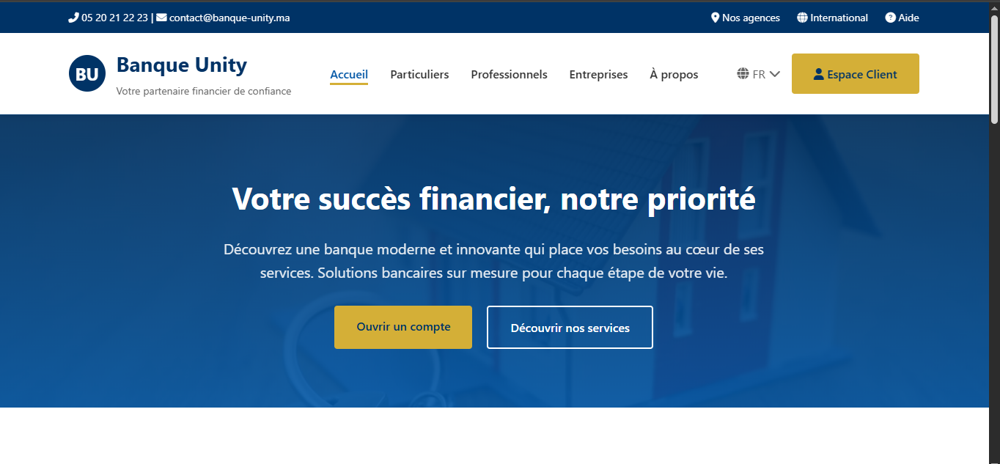 05 20 21 22 23 | contact@banque-unity.ma
Nos agences International Aide
BU
Banque Unity
Votre partenaire financier de confiance
Accueil Particuliers Professionnels Entreprises À propos
FR
Espace Client
Votre succès financier, notre priorité
Découvrez une banque moderne et innovante qui place vos besoins au cœur de ses
services. Solutions bancaires sur mesure pour chaque étape de votre vie.
Ouvrir un compte
Découvrir nos services